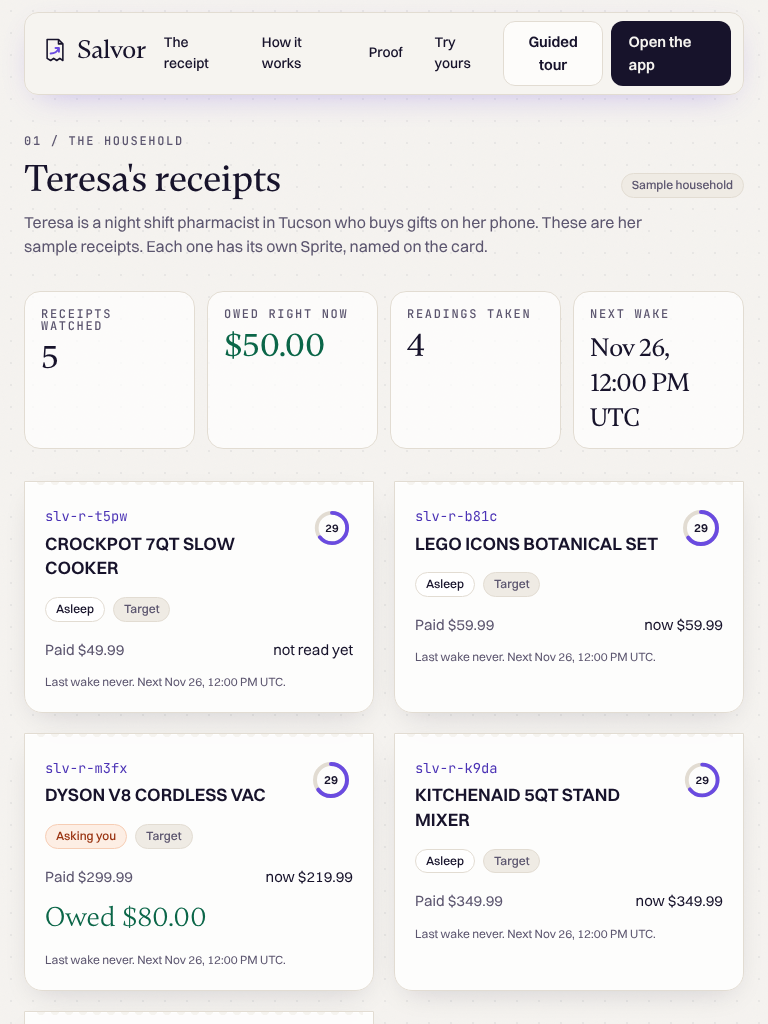 Salvor
The
receipt
How it
works
Proof
Try
yours
Guided
tour
Open the
app
01 / THE HOUSEHOLD
Teresa's receipts
Sample household
Teresa is a night shift pharmacist in Tucson who buys gifts on her phone. These are her
sample receipts. Each one has its own Sprite, named on the card.
RECEIPTS
WATCHED
5
OWED RIGHT NOW
$50.00
READINGS TAKEN
4
NEXT WAKE
Nov 26,
12:00 PM
UTC
slv-r-t5pw
29
CROCKPOT 7QT SLOW
COOKER
Asleep
Target
Paid $49.99
not read yet
Last wake never. Next Nov 26, 12:00 PM UTC.
slv-r-b81c
29
LEGO ICONS BOTANICAL SET
Asleep
Target
Paid $59.99
now $59.99
Last wake never. Next Nov 26, 12:00 PM UTC.
slv-r-m3fx
29
DYSON V8 CORDLESS VAC
Asking you
Target
Paid $299.99
now $219.99
Owed $80.00
Last wake never. Next Nov 26, 12:00 PM UTC.
slv-r-k9da
29
KITCHENAID 5QT STAND
MIXER
Asleep
Target
Paid $349.99
now $349.99
Last wake never. Next Nov 26, 12:00 PM UTC.